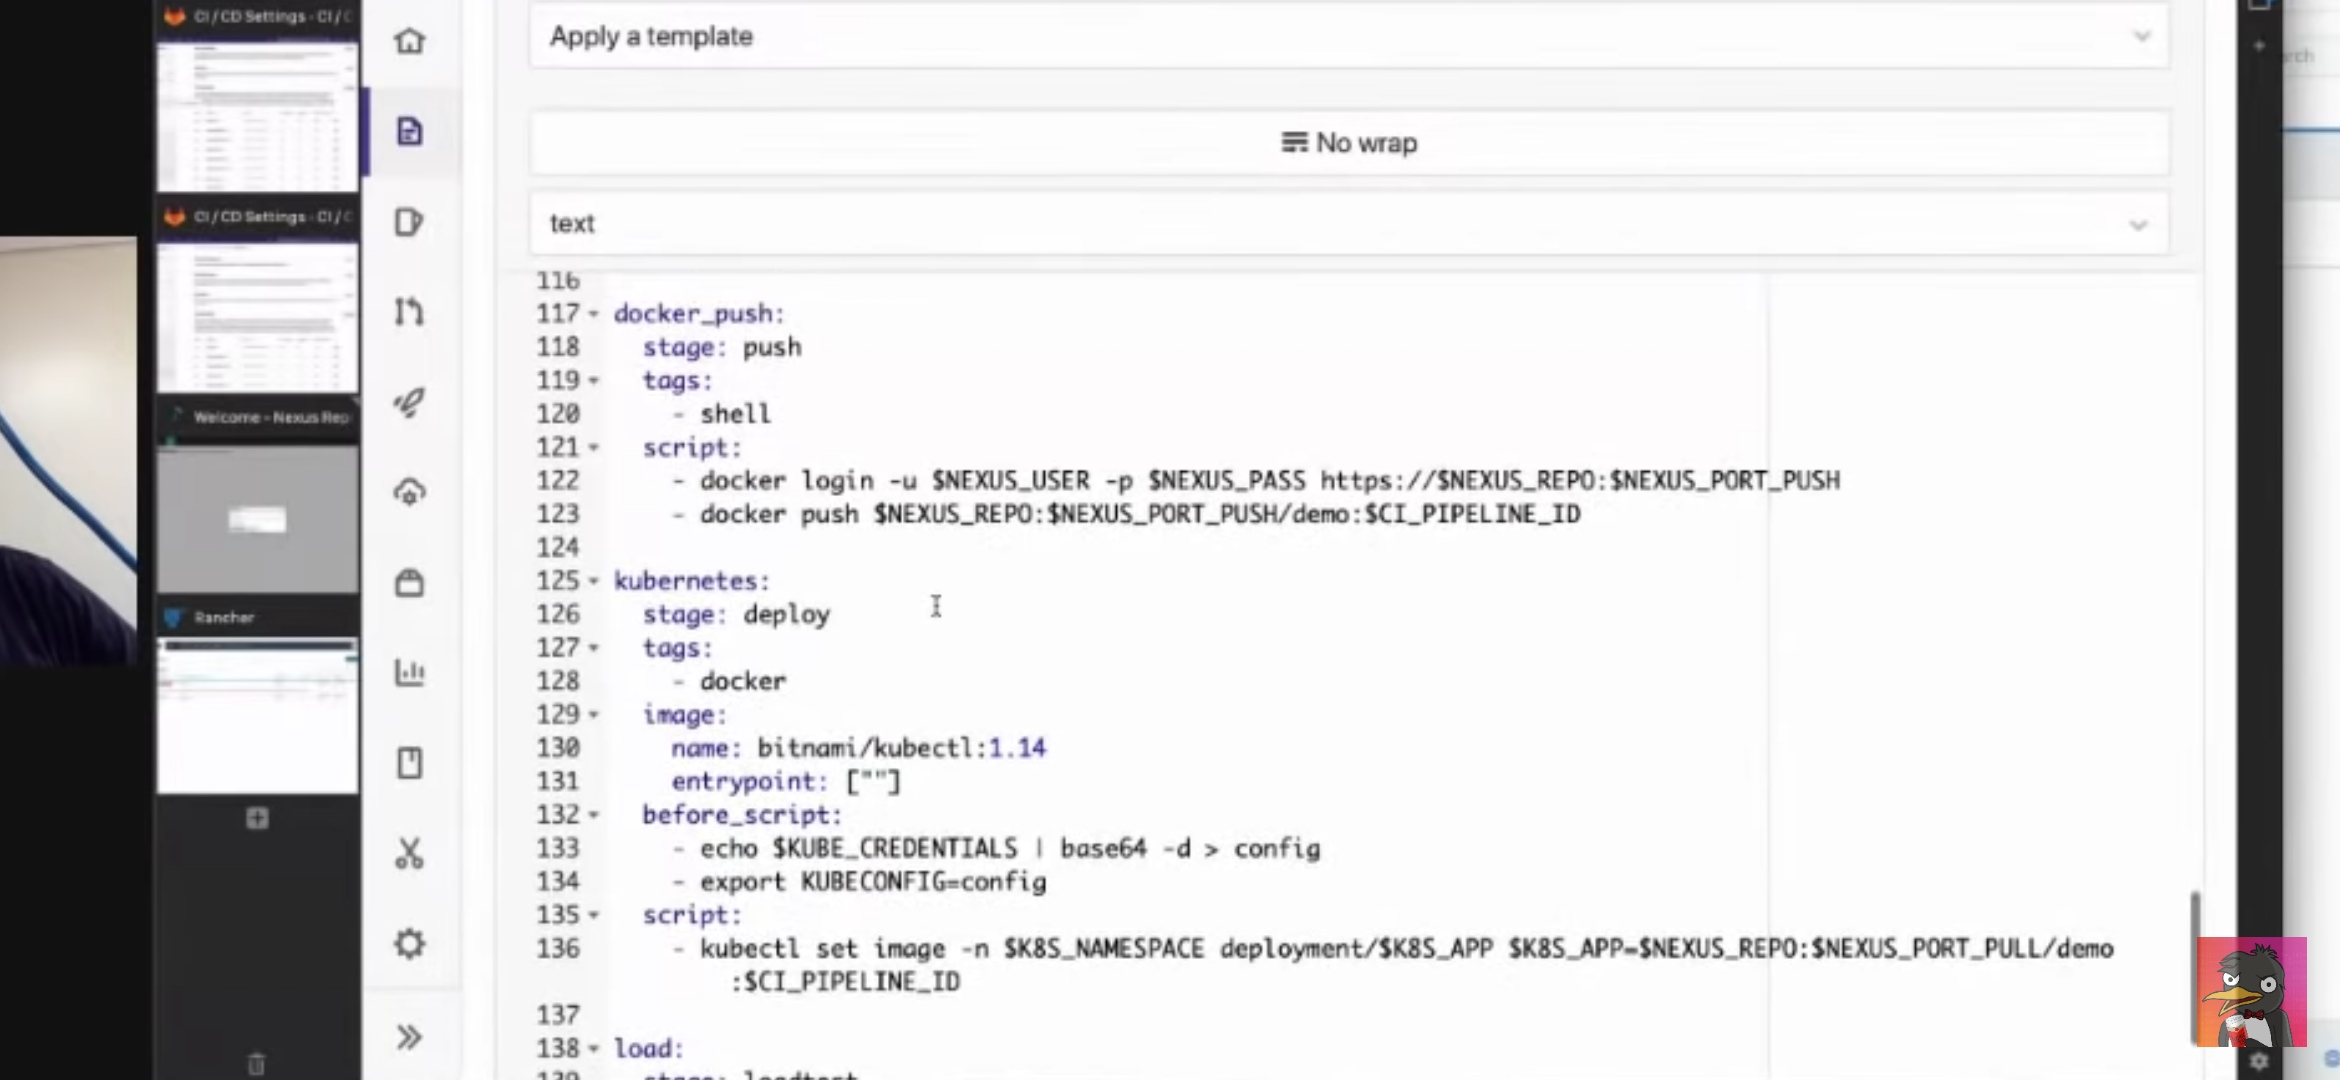 CI / CD Settings · CI / C
CI / CD Settings · CI / C
Welcome - Nexus Rep
Rancher
Apply a template
No wrap
text
116
117 docker_push:
118 stage: push
119 tags:
120 - shell
121 script:
122 - docker login -u $NEXUS_USER -p $NEXUS_PASS https://$NEXUS_REPO:$NEXUS_PORT_PUSH
123 - docker push $NEXUS_REPO:$NEXUS_PORT_PUSH/demo:$CI_PIPELINE_ID
124
125 kubernetes:
126 stage: deploy
127 tags:
128 - docker
129 image:
130 name: bitnami/kubectl:1.14
131 entrypoint: [""]
132 before_script:
133 - echo $KUBE_CREDENTIALS | base64 -d > config
134 - export KUBECONFIG=config
135 script:
136 - kubectl set image -n $K8S_NAMESPACE deployment/$K8S_APP $K8S_APP=$NEXUS_REPO:$NEXUS_PORT_PULL/demo
:$CI_PIPELINE_ID
137
138 load:
139 stage: loadtest